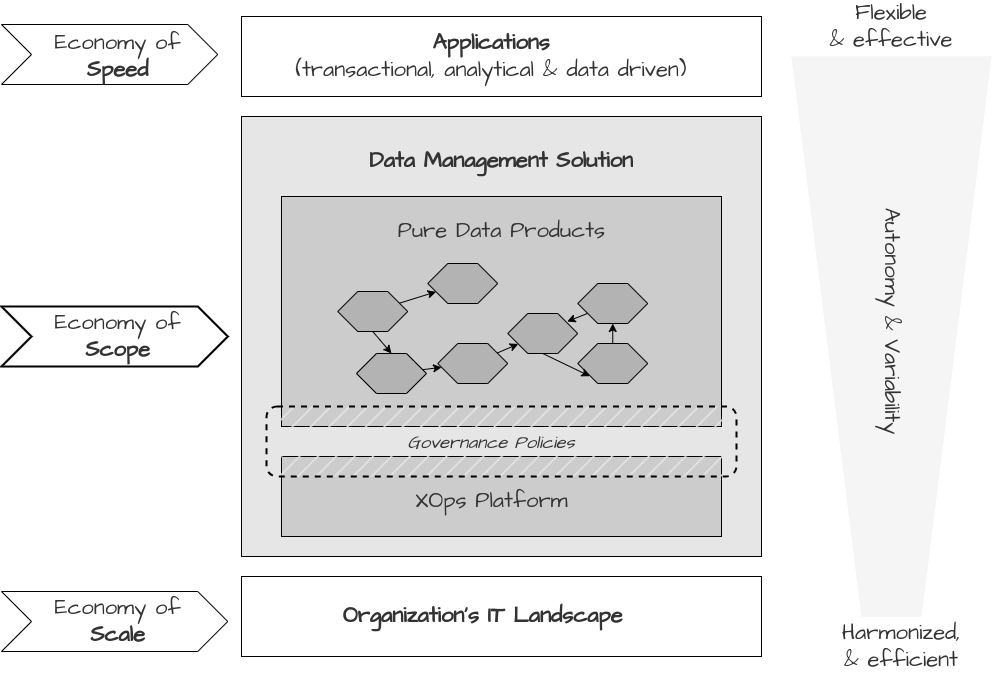 Economy of
Speed
Applications
(transactional, analytical & data driven)
Flexible
& effective
Data Management Solution
Pure Data Products
Economy of
Scope
Governance Policies
XOps Platform
Autonomy & Variability
Economy of
Scale
Organization's IT Landscape
Harmonized,
& efficient